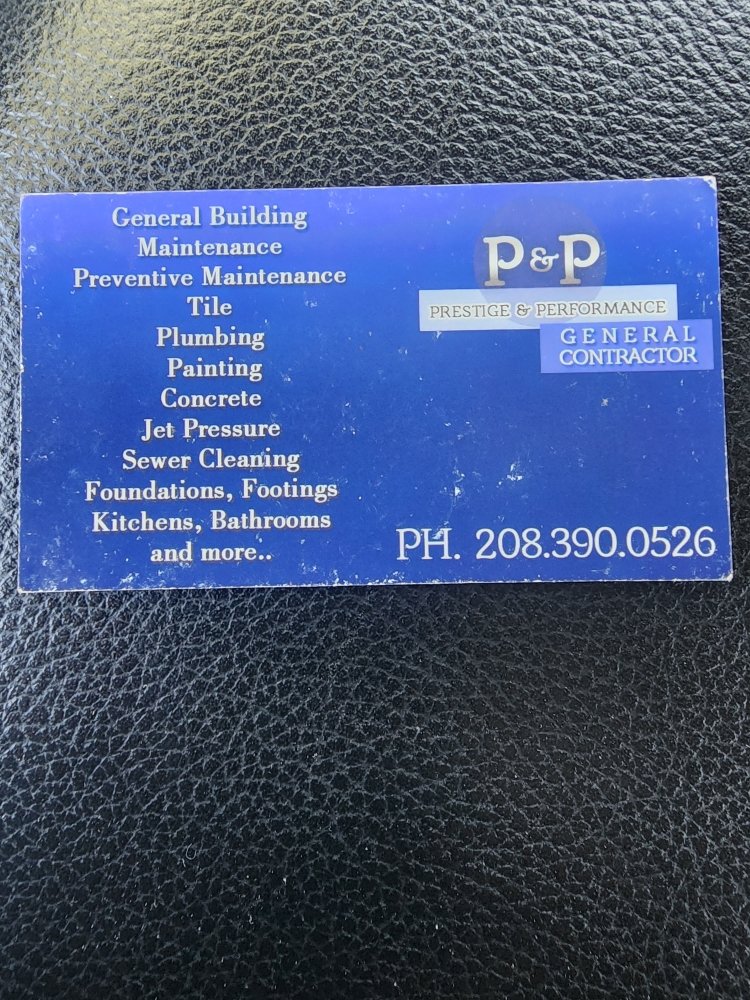 General Building
Maintenance
Preventive Maintenance
Tile
Plumbing
Painting
Concrete
Jet Pressure
Sewer Cleaning
Foundations, Footings
Kitchens, Bathrooms
and more..
P&P
PRESTIGE & PERFORMANCE
GENERAL
CONTRACTOR
PH. 208.390.0526